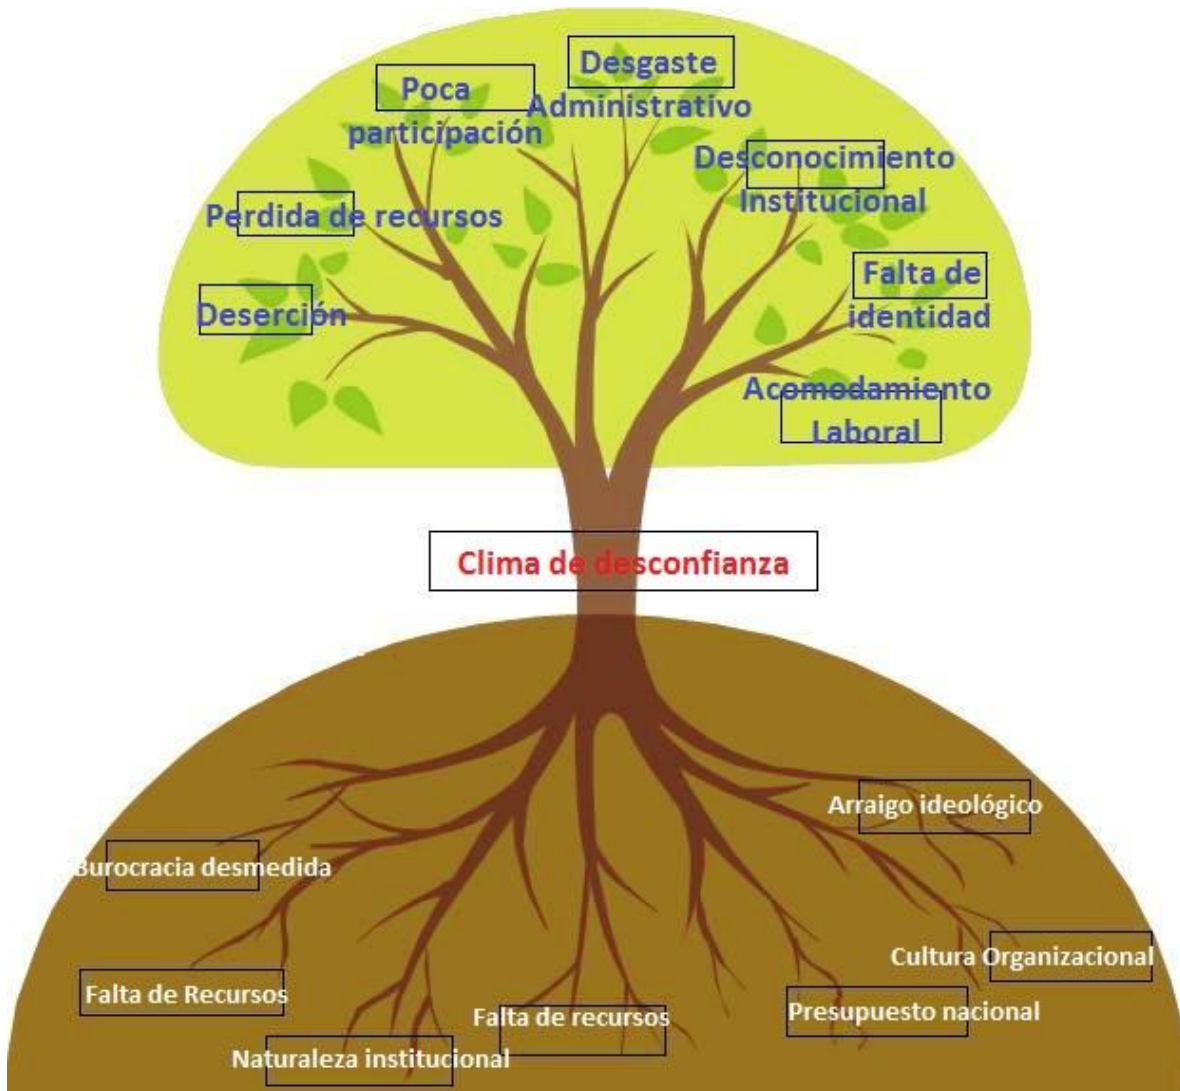 Desgaste
Administrativo
Poca
participación
Desconocimiento
Institucional
Perdida de recursos
Falta de
identidad
Deserción
Acomodamiento
Laboral
Clima de desconfianza
Arraigo ideológico
Burocracia desmedida
Cultura Organizacional
Falta de Recursos
Presupuesto nacional
Falta de recursos
Naturaleza institucional